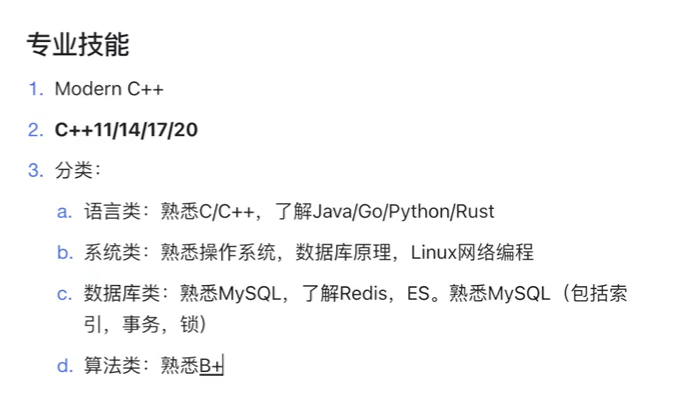 专业技能
1. Modern C++
2. C++11/14/17/20
3. 分类：
a. 语言类：熟悉C/C++，了解Java/Go/Python/Rust
b. 系统类：熟悉操作系统，数据库原理，Linux网络编程
c. 数据库类：熟悉MySQL，了解Redis，ES。熟悉MySQL（包括索
引，事务，锁）
d. 算法类：熟悉B+